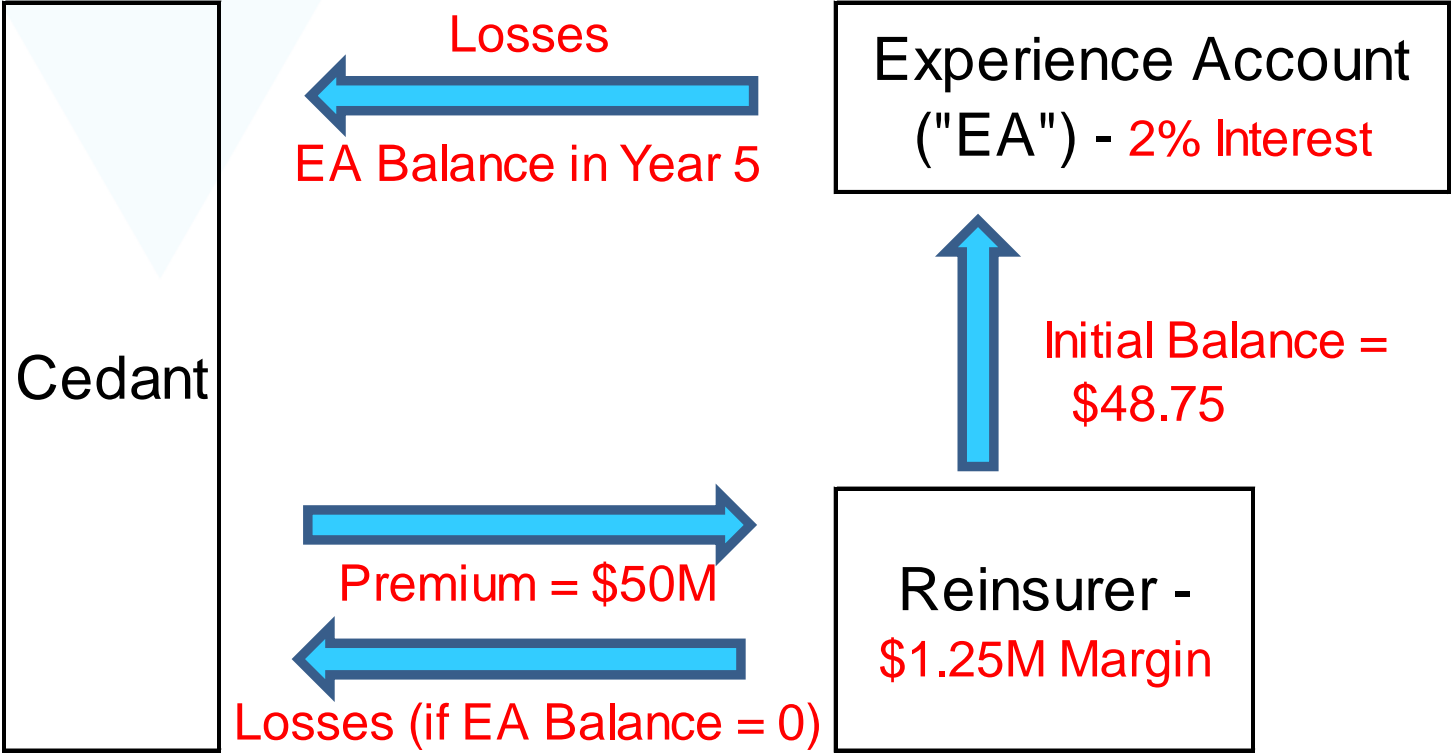 Losses
EA Balance in Year 5
Experience Account
("EA") - 2% Interest
Cedant
Initial Balance =
$48.75
Premium = $50M
Losses (if EA Balance = 0)
Reinsurer -
$1.25M Margin